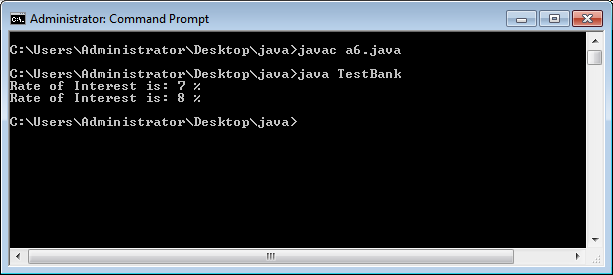 Administrator: Command Prompt
C:\Users\Administrator\Desktop\java>javac a6.java
C:\Users\Administrator\Desktop\java>java TestBank
Rate of Interest is: 7 %
Rate of Interest is: 8 %
C:\Users\Administrator\Desktop\java>